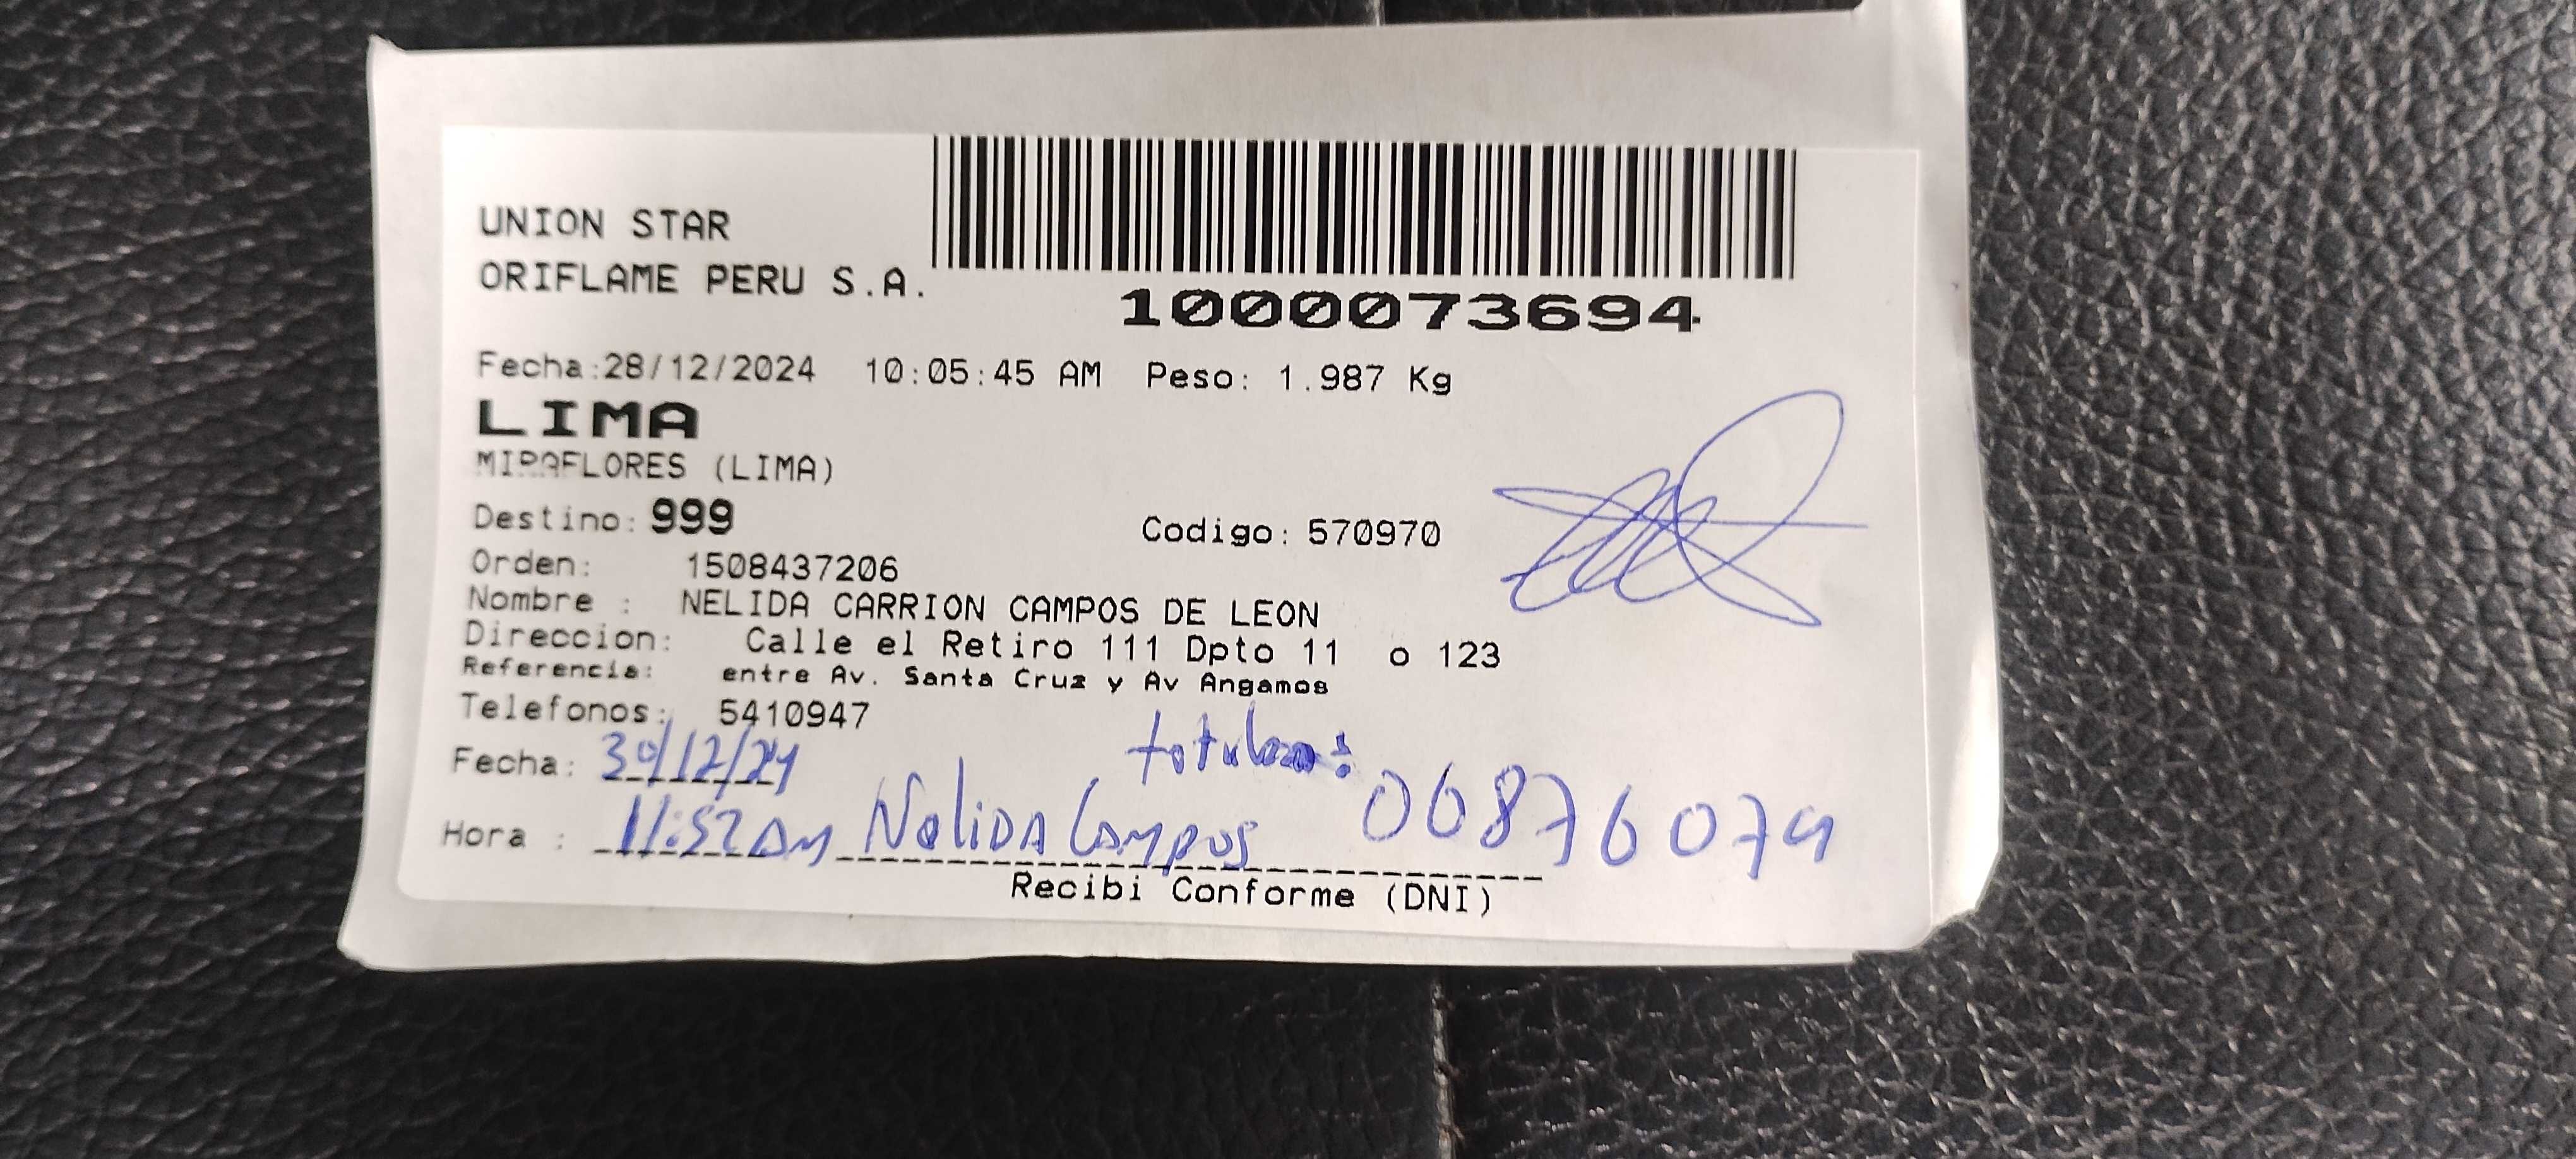 UNION STAR
ORIFLAME PERU S.A.
1000073694
Fecha:28/12/2024 10:05:45 AM Peso: 1.987 Kg
LIMA
MIRAFLORES (LIMA)
Destino: 999 Codigo: 570970
Orden: 1508437206
Nombre : NELIDA CARRION CAMPOS DE LEON
Direccion: Calle el Retiro 111 Dpto 11 o 123
Referencia: entre Av. Santa Cruz y Av Angamos
Telefonos: 5410947
Fecha: 30/12/24
Hora : 11:52 AM NeliDA Campos 06876079
Recibi Conforme (DNI)